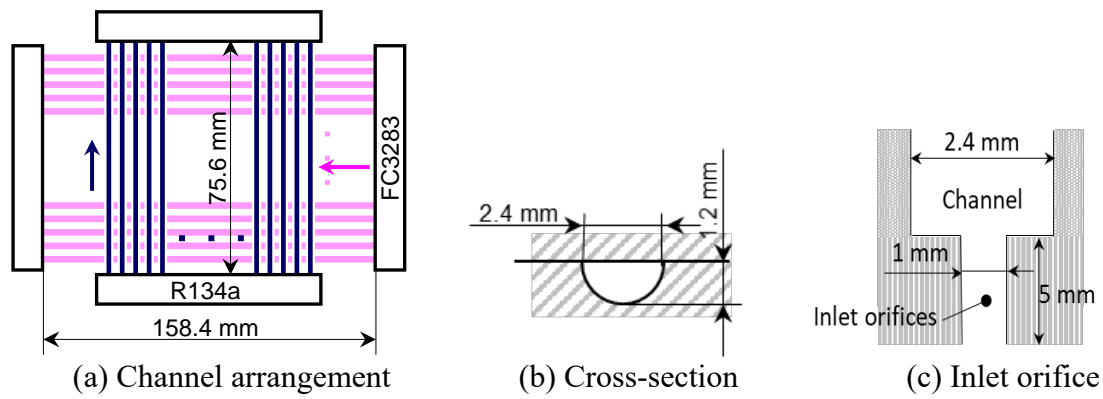 75.6 mm
FC3283
R134a
158.4 mm
(a) Channel arrangement
2.4 mm
1.2 mm
(b) Cross-section
2.4 mm
Channel
1 mm
5 mm
Inlet orifices
(c) Inlet orifice